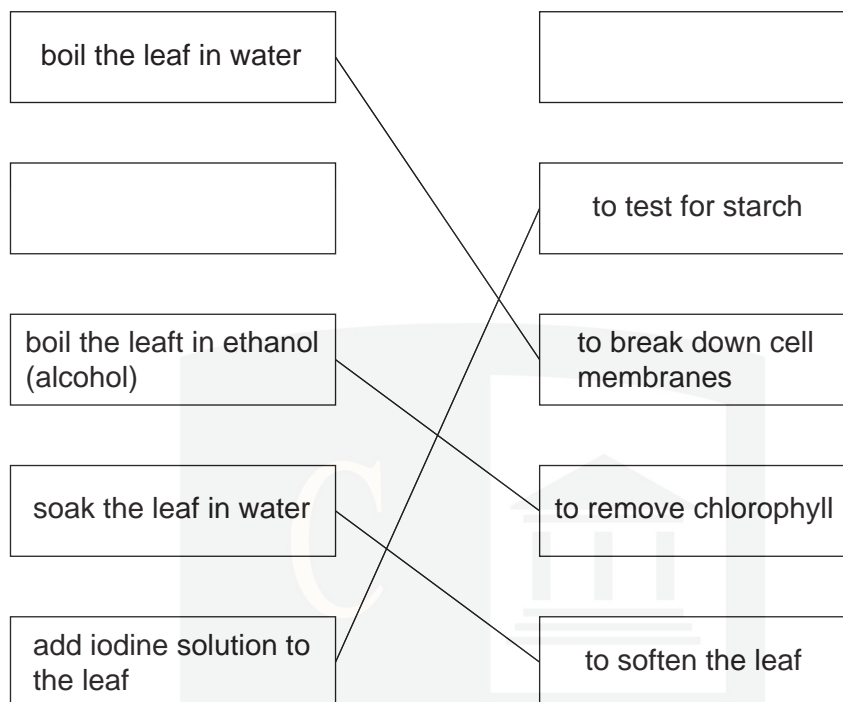 boil the leaf in water
to test for starch
boil the leaft in ethanol
(alcohol)
to break down cell
membranes
soak the leaf in water
to remove chlorophyll
add iodine solution to
the leaf
to soften the leaf
C